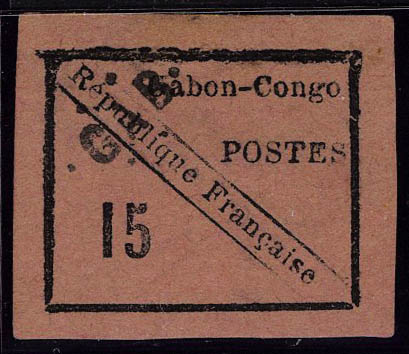 Gabon-Congo
POSTES
République Française
15